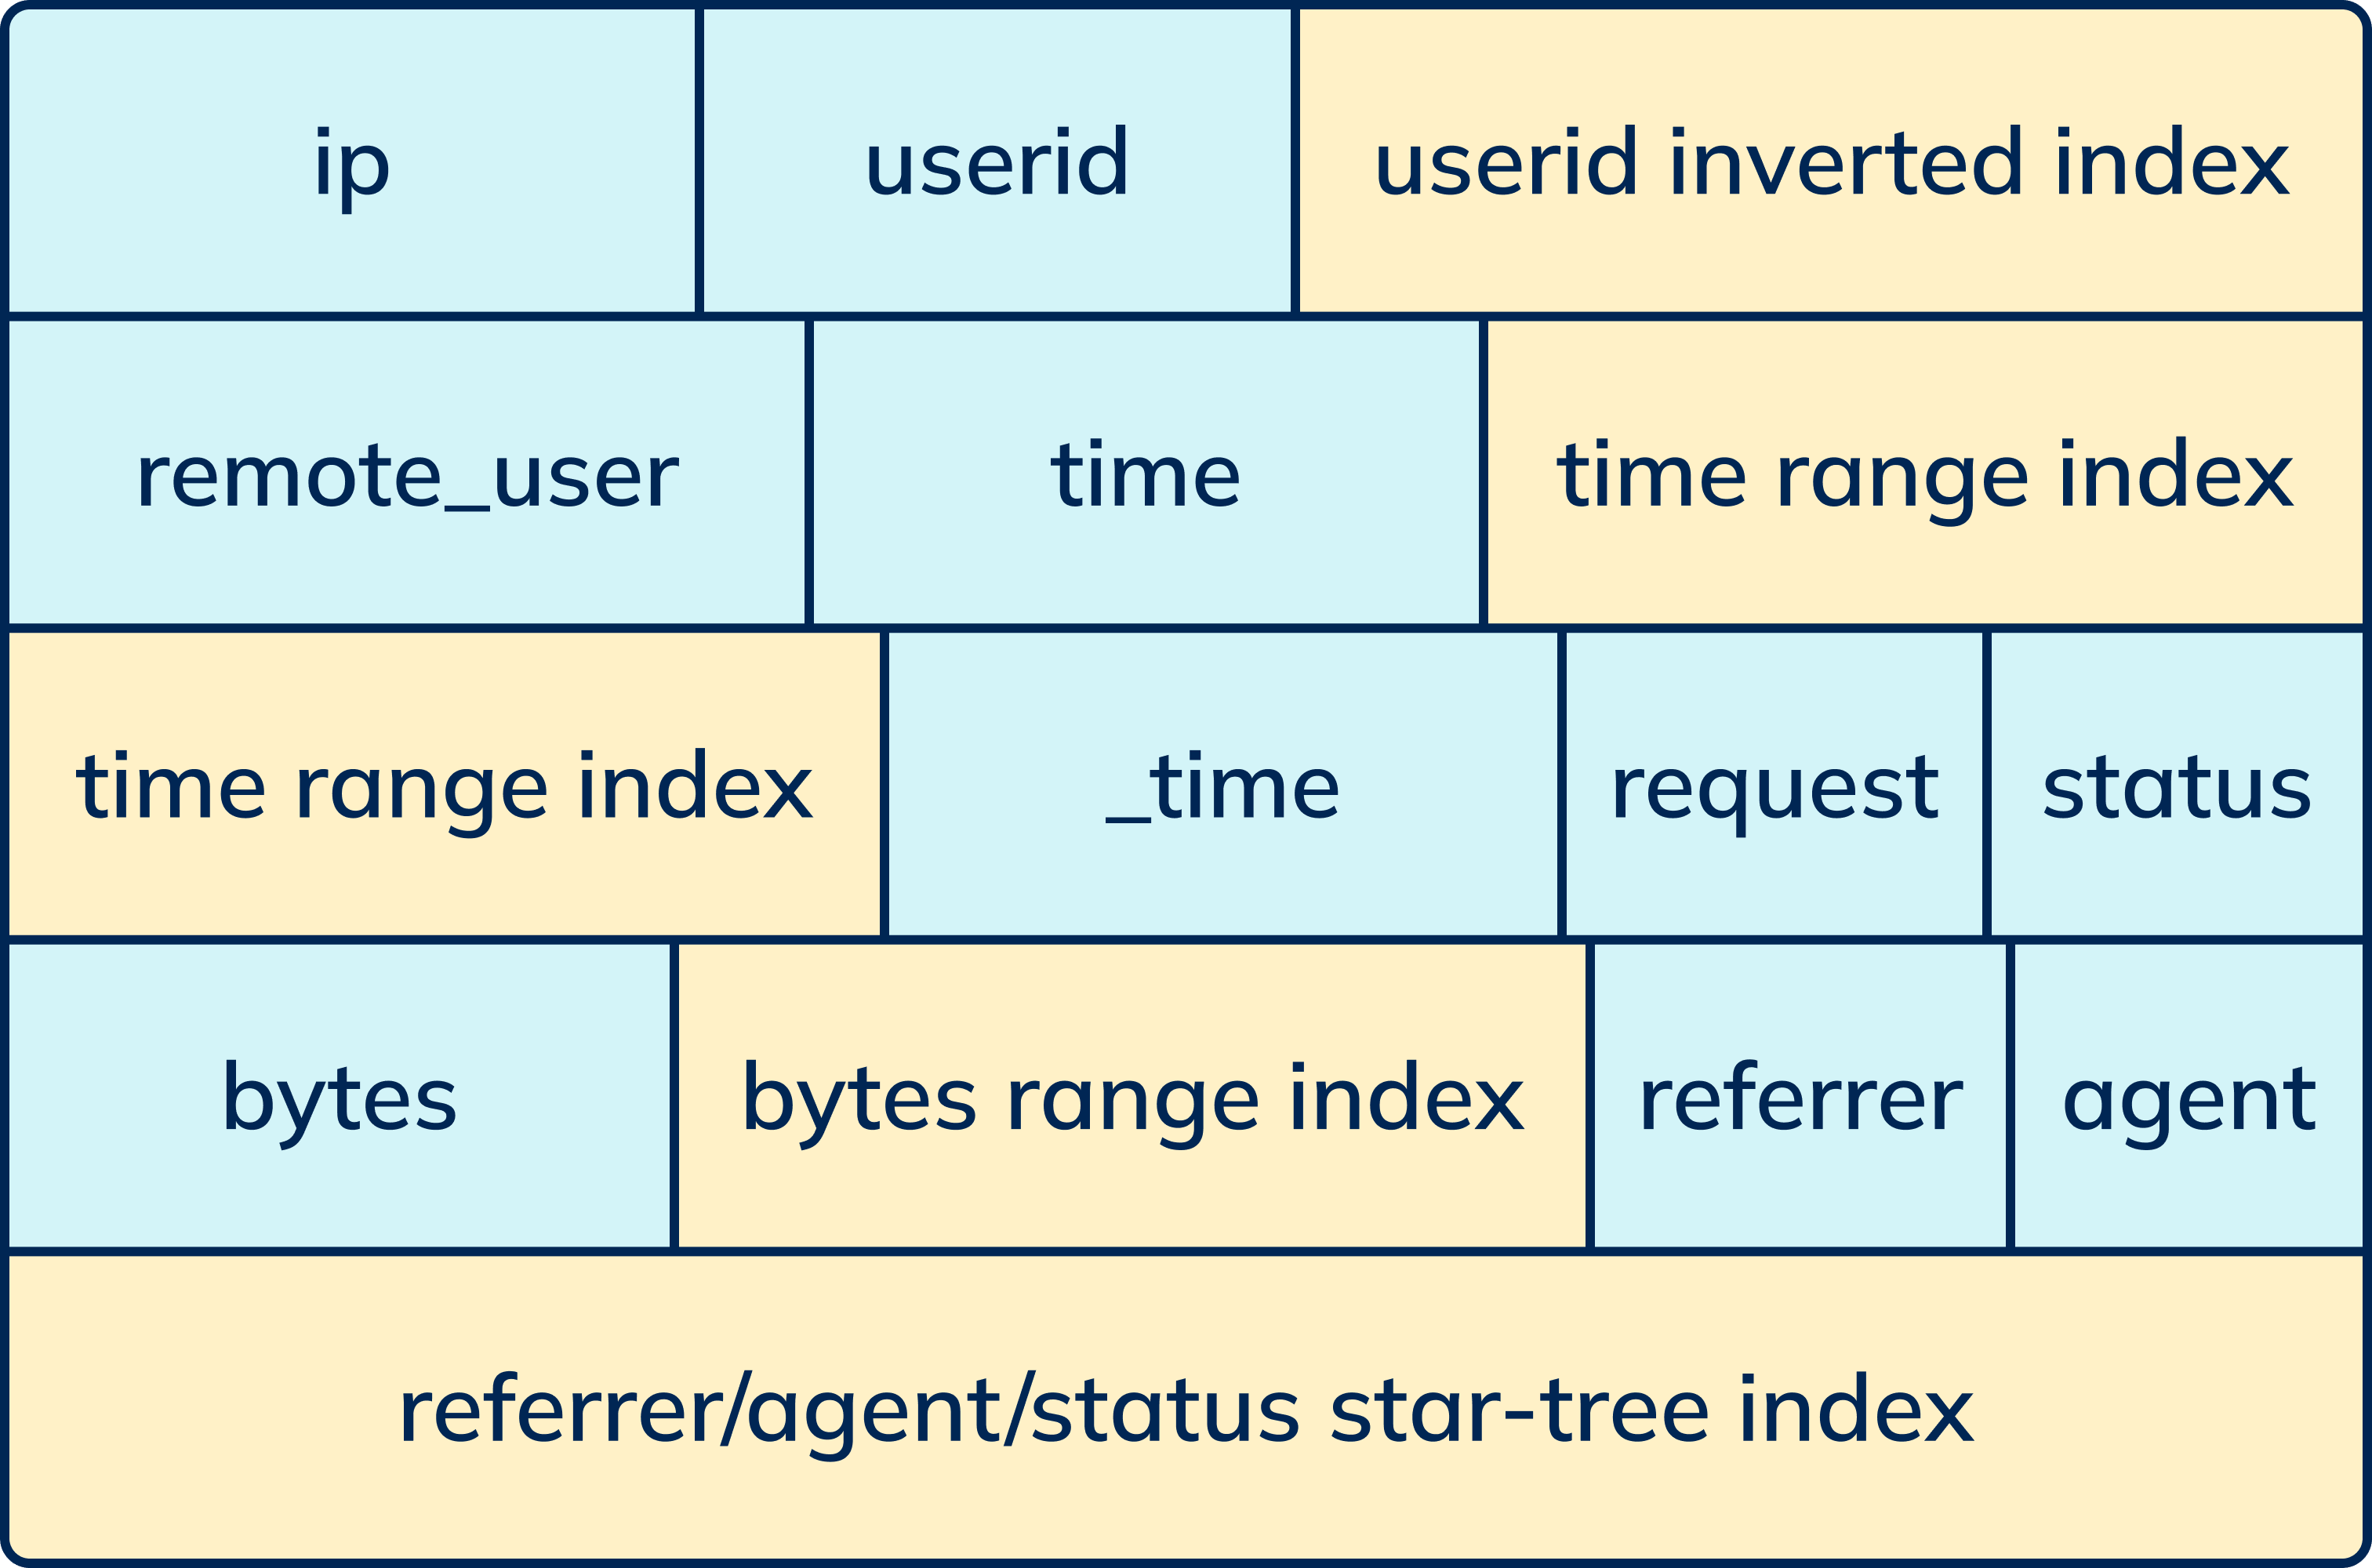 ip
userid
userid inverted index
remote_user
time
time range index
time range index
_time
request
status
bytes
bytes range index
referrer
agent
referrer/agent/status star-tree index